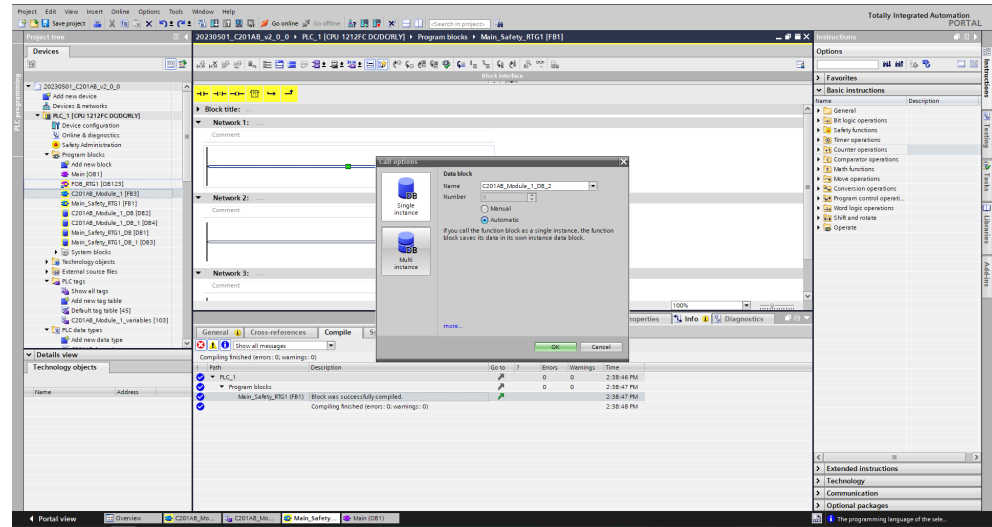 Project Edit View Insert Online Options Tools Window Help
Totally Integrated Automation
PORTAL
Save project
Go online
Go offline
<Search in project>
Project tree
20230501_C201AB_v2_0_0 ▸ PLC_1 [CPU 1212FC DC/DC/RLY] ▸ Program blocks ▸ Main_Safety_RTG1 [FB1]
Instructions
Devices
Options
PLC programming
Block interface
20230501_C201AB_v2_0_0
Add new device
Devices & networks
PLC_1 [CPU 1212FC DC/DC/RLY]
Device configuration
Online & diagnostics
Safety Administration
Program blocks
Add new block
Main [OB1]
FOB_RTG1 [OB123]
C201AB_Module_1 [FB3]
Main_Safety_RTG1 [FB1]
C201AB_Module_1_DB [DB2]
C201AB_Module_1_DB_1 [DB4]
Main_Safety_RTG1_DB [DB1]
Main_Safety_RTG1_DB_1 [DB3]
System blocks
Technology objects
External source files
PLC tags
Show all tags
Add new tag table
Default tag table [45]
C201AB_Module_1_variables [103]
PLC data types
Add new data type
Details view
Technology objects
Name Address
Block title: ....
Network 1: ....
Comment
Network 2: ....
Comment
Network 3: ....
Comment
100%
Call options
Single instance
Multi instance
DB
DB
Data block
Name C201AB_Module_1_DB_2
Number 5
Manual
Automatic
If you call the function block as a single instance, the function
block saves its data in its own instance data block.
more...
OK Cancel
Properties Info Diagnostics
General Cross-references Compile
Show all messages
Compiling finished (errors: 0; warnings: 0)
! Path Description Go to ? Errors Warnings Time
PLC_1 0 0 2:38:46 PM
Program blocks 0 0 2:38:47 PM
Main_Safety_RTG1 (FB1) Block was successfully compiled. 2:38:47 PM
Compiling finished (errors: 0; warnings: 0) 2:38:48 PM
Favorites
Basic instructions
Name Description
General
Bit logic operations
Safety functions
Timer operations
Counter operations
Comparator operations
Math functions
Move operations
Conversion operations
Program control operati...
Word logic operations
Shift and rotate
Operate
Extended instructions
Technology
Communication
Optional packages
Instructions
Testing
Tasks
Libraries
Add-ins
Portal view
Overview
C201AB_Mo...
C201AB_Mo...
Main_Safety_...
Main (OB1)
The programming language of the sele...